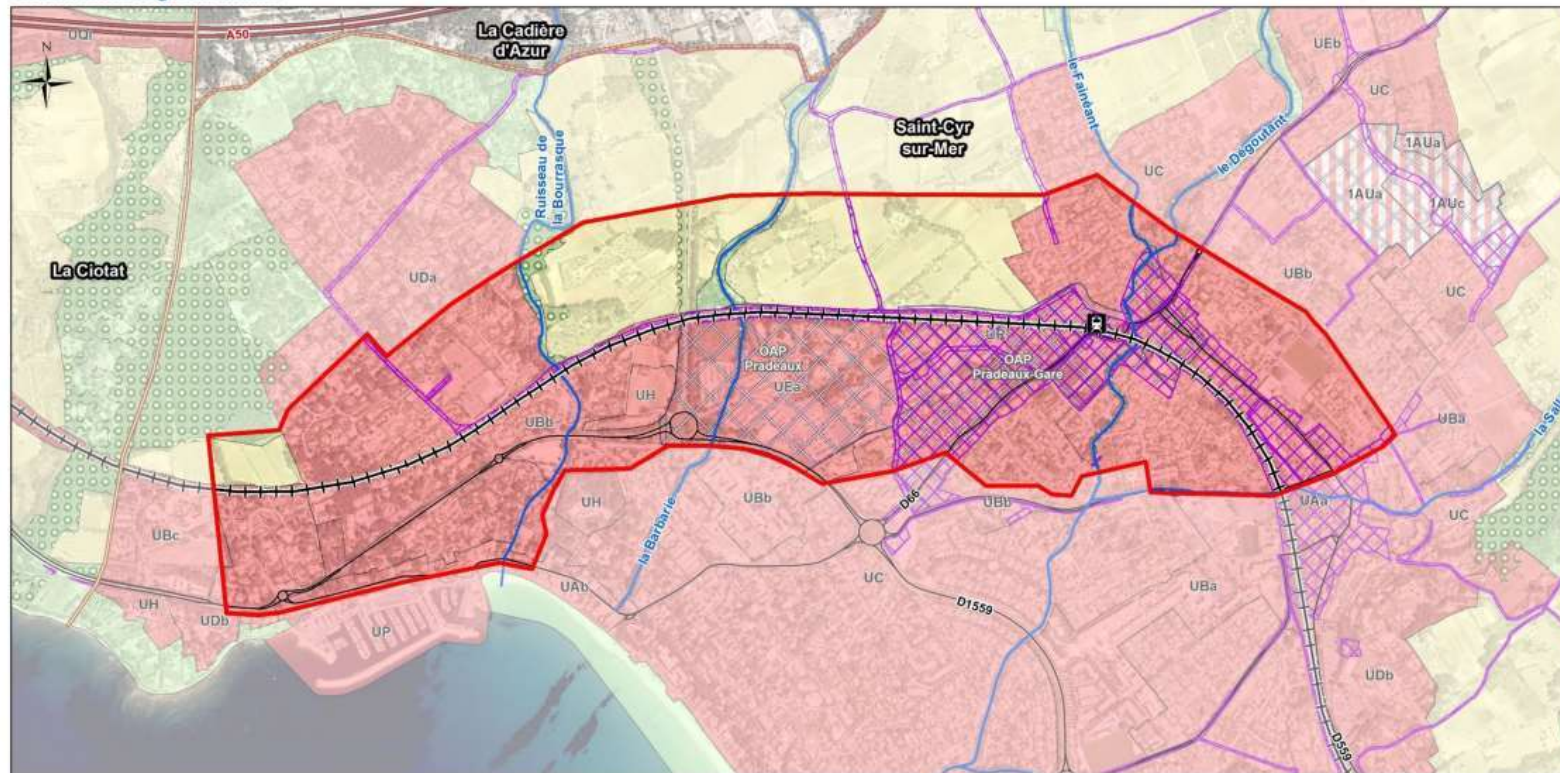 UQi
A50
La Cadière
d'Azur
N
UEb
UC
le Fainéant
le Dégoutant
Saint-Cyr
sur-Mer
Ruisseau de
la Bourrasque
UC
1AUa
1AUa
1AUc
La Ciotat
UDa
UBb
UC
OAP
Pradeaux
UEa
OAP
Pradeaux-Gare
UH
UBb
UBa
D66
UBc
UH
UBb
UBb
UAa
UC
la Barbarie
UH
UDb
UAb
UC
UBa
D1559
UP
UDb
D559